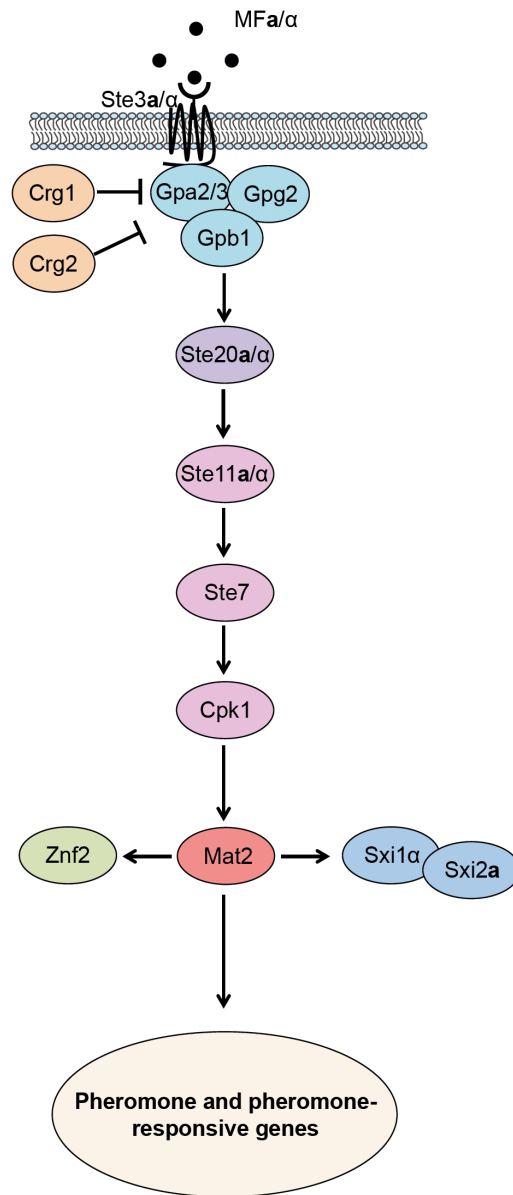 MFa/α
Ste3a/α
Crg1
Gpa2/3
Gpg2
Crg2
Gpb1
Ste20a/α
Ste11a/α
Ste7
Cpk1
Znf2
Mat2
Sxi1α
Sxi2a
Pheromone and pheromone-
responsive genes